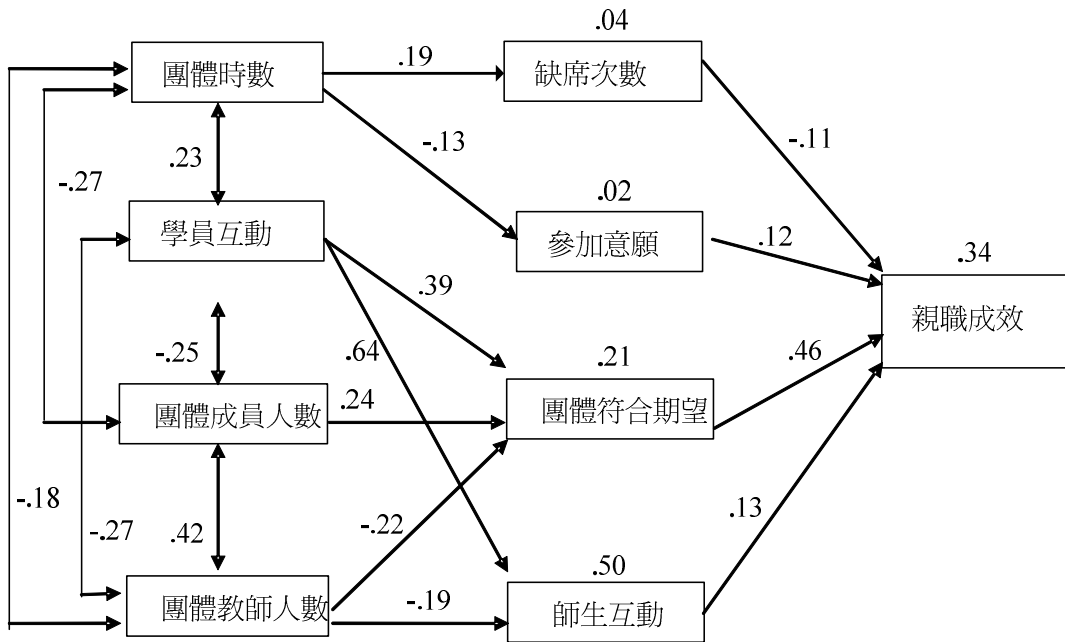 .04
團體時數
.19
缺席次數
-.13
-.11
.23
-.27
.02
學員互動
參加意願
.12
.39
.34
親職成效
-.25
.64
.21
.46
團體成員人數
.24
團體符合期望
-.18
-.27
.42
-.22
.13
.50
團體教師人數
-.19
師生互動